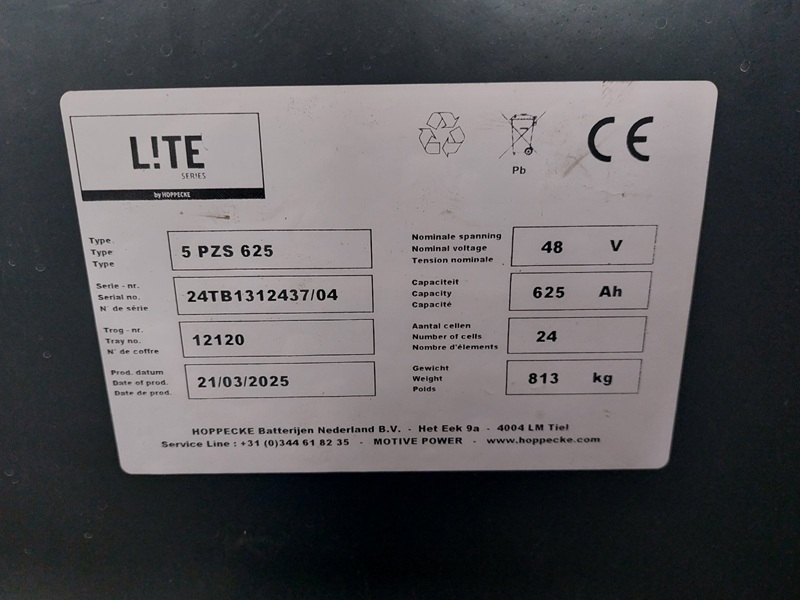 L!TE
SER!ES
by HOPPECKE
Pb
CE
Type
Type
Type
5 PZS 625
Serie - nr.
Serial no.
N° de série
24TB1312437/04
Trog - nr.
Tray no.
N° de coffre
12120
Prod. datum
Date of prod.
Date de prod.
21/03/2025
Nominale spanning
Nominal voltage
Tension nominale
48 V
Capaciteit
Capacity
Capacité
625 Ah
Aantal cellen
Number of cells
Nombre d'élements
24
Gewicht
Weight
Poids
813 kg
HOPPECKE Batterijen Nederland B.V. - Het Eek 9a - 4004 LM Tiel
Service Line : +31 (0)344 61 82 35 - MOTIVE POWER - www.hoppecke.com